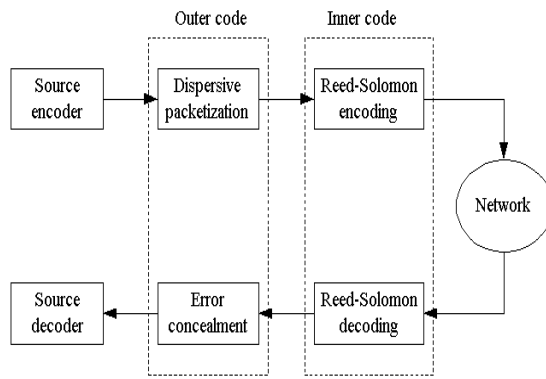 Outer code
Inner code
Source
encoder
Dispersive
packetization
Reed-Solomon
encoding
Network
Source
decoder
Error
concealment
Reed-Solomon
decoding